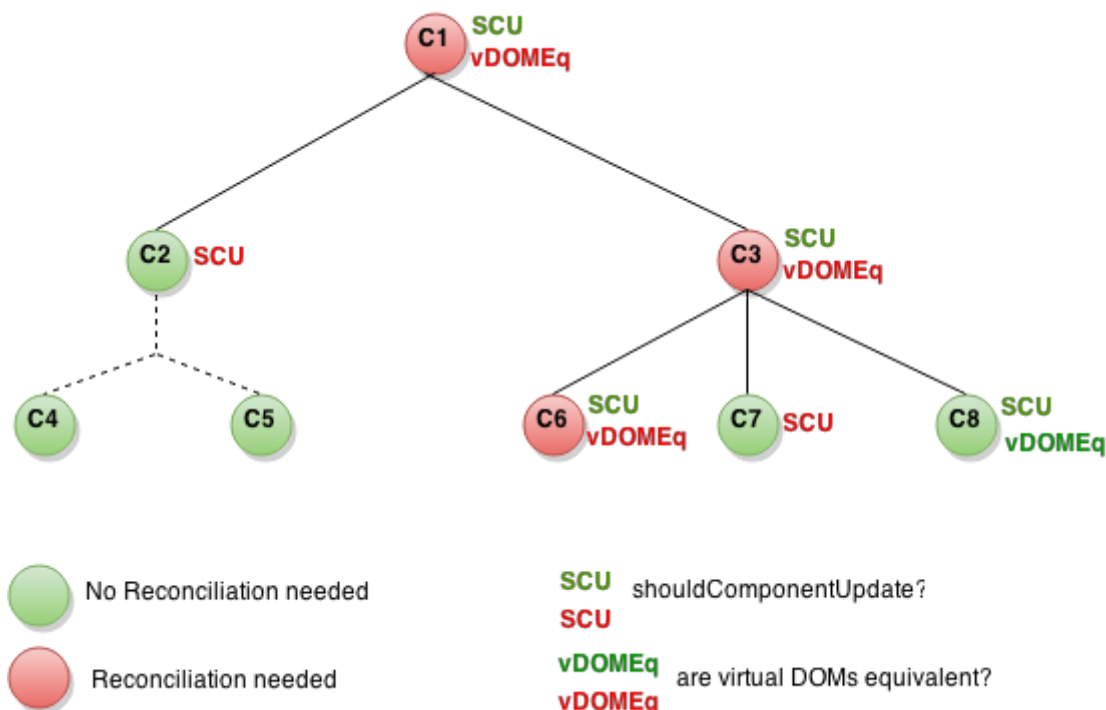 C1 SCU
vDOMEq
C2 SCU
C3 SCU
vDOMEq
C4
C5
C6 SCU
vDOMEq
C7 SCU
C8 SCU
vDOMEq
No Reconciliation needed
Reconciliation needed
SCU shouldComponentUpdate?
SCU
vDOMEq
are virtual DOMs equivalent?
vDOMEq